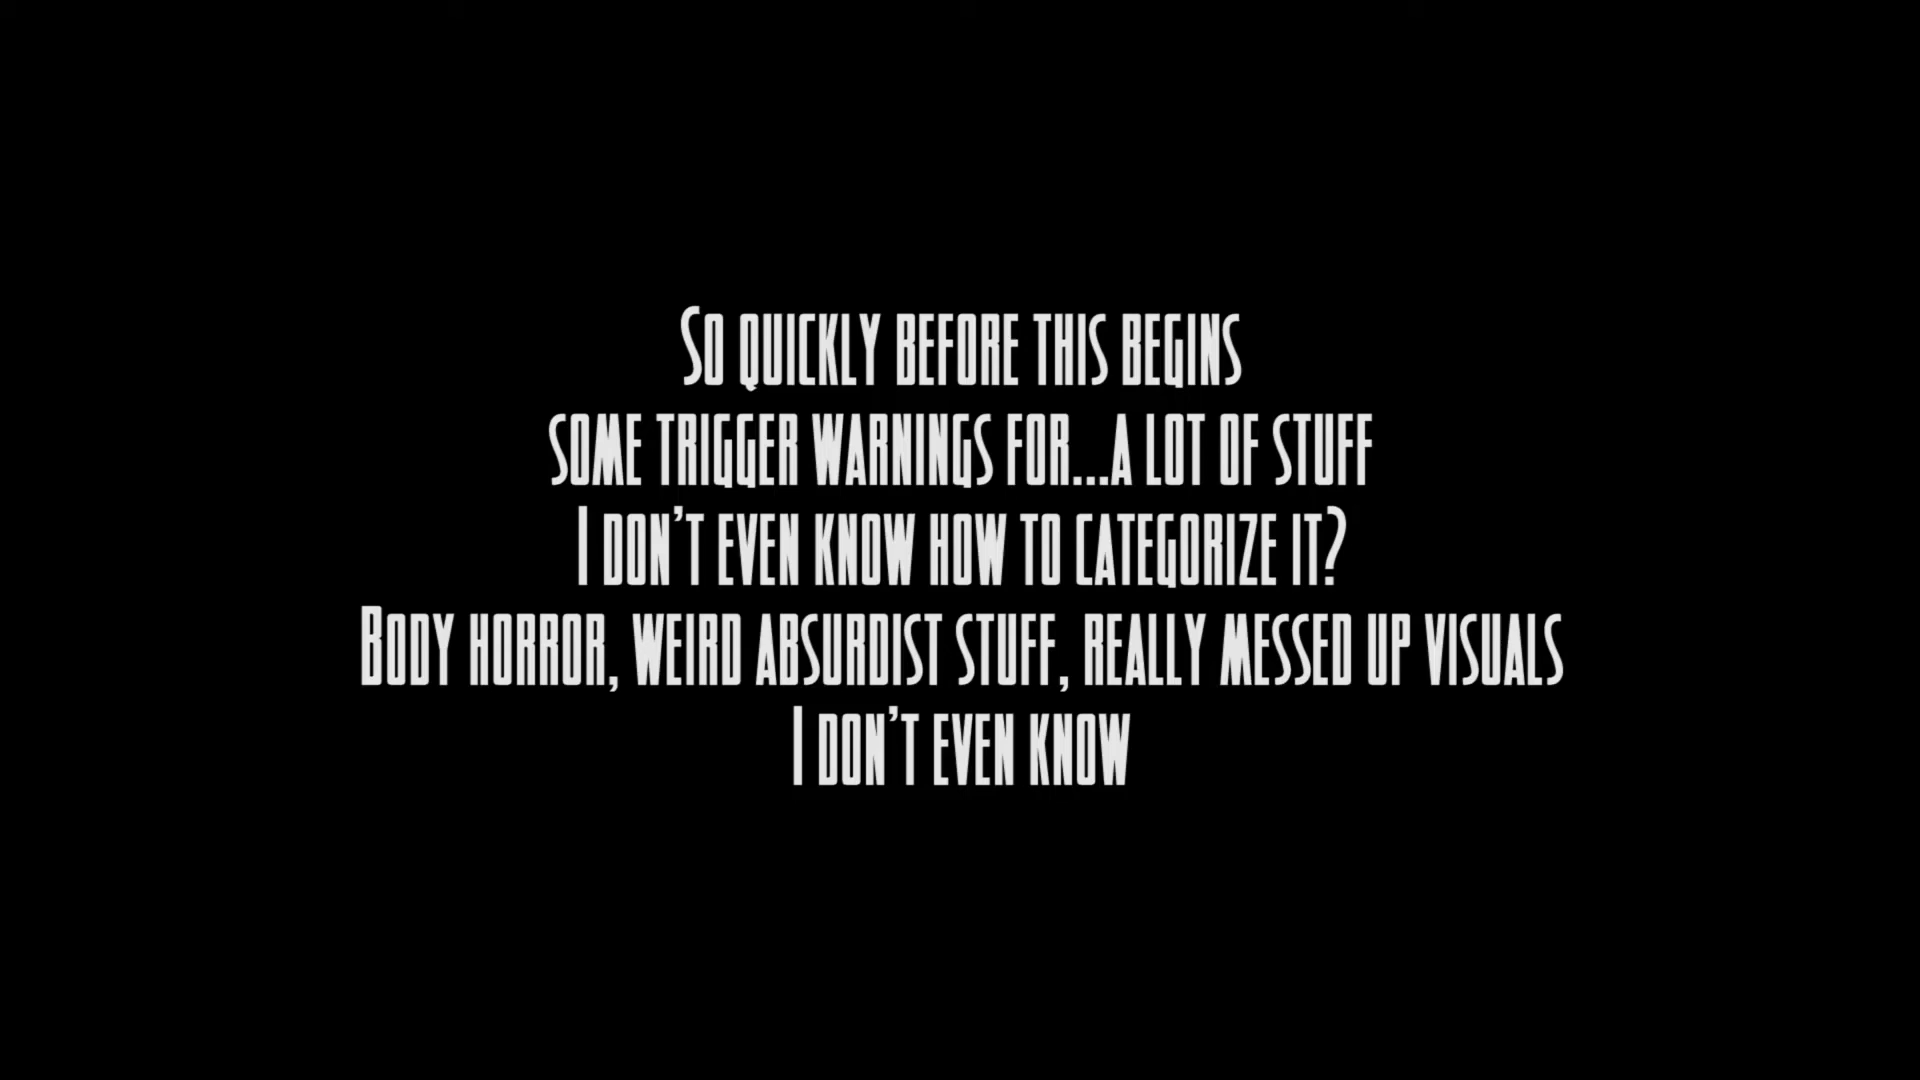 So quickly before this begins
some trigger warnings for...a lot of stuff
I don't even know how to categorize it?
Body horror, weird absurdist stuff, really messed up visuals
I don't even know